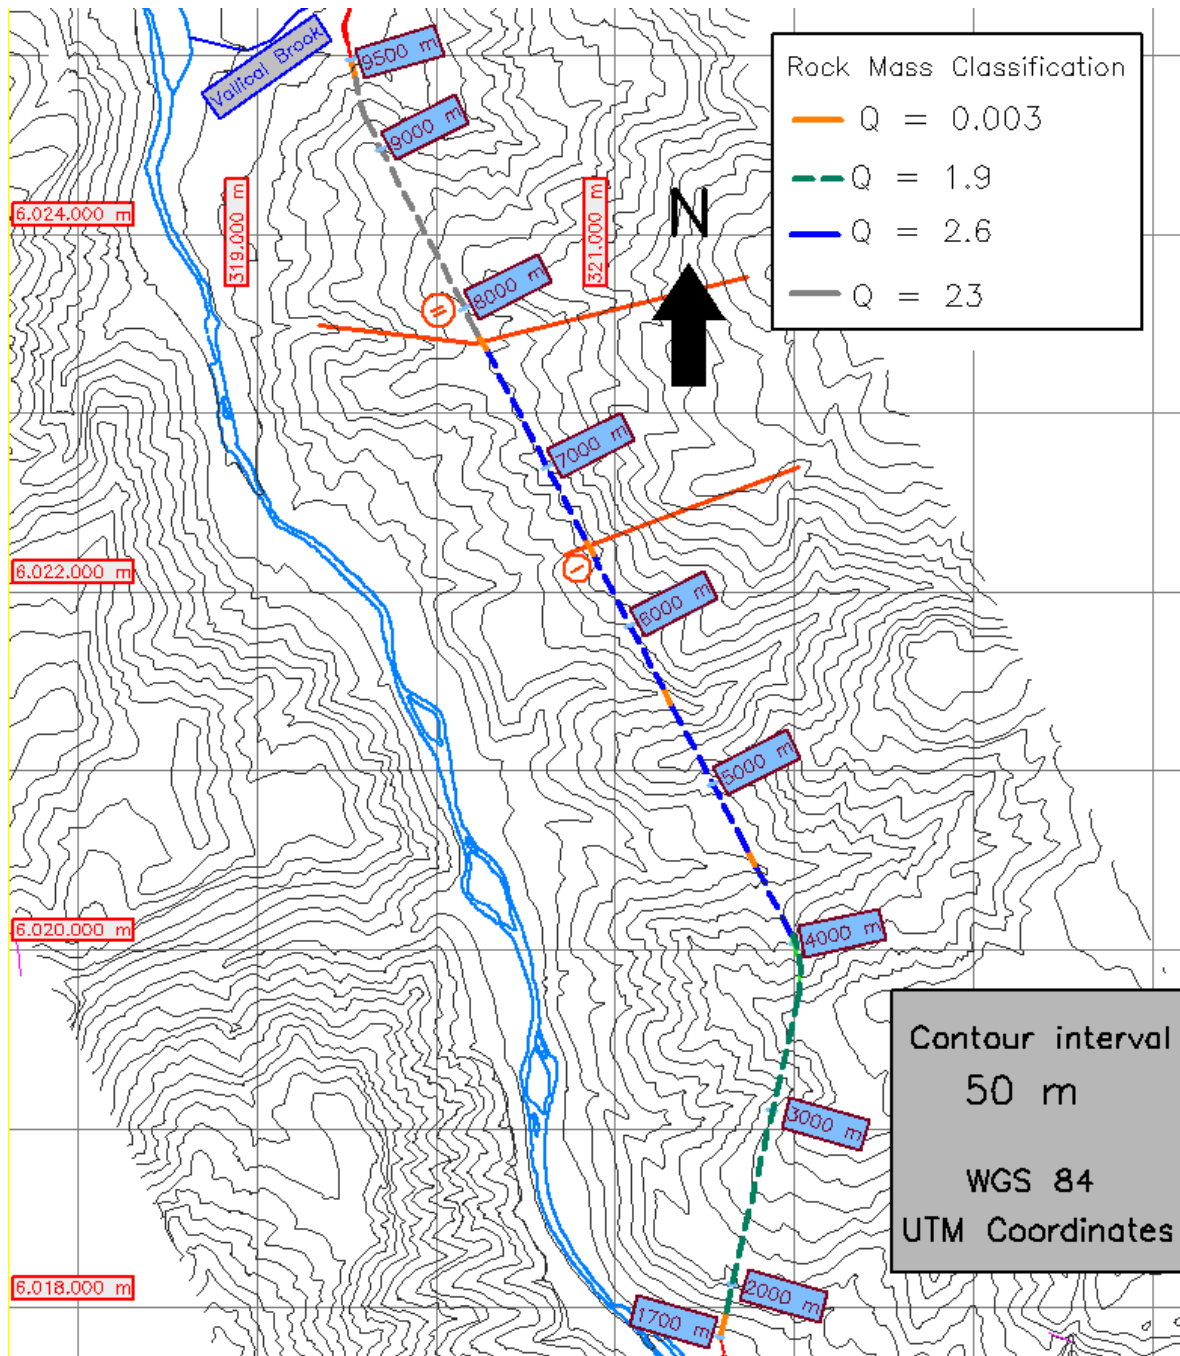 9500 m
Vallical Brook
9000 m
Rock Mass Classification
Q = 0.003
Q = 1.9
Q = 2.6
Q = 23
6.024.000 m
319.000 m
321.000 m
N
8000 m
7000 m
6.022.000 m
6000 m
5000 m
6.020.000 m
4000 m
Contour interval
50 m
WGS 84
UTM Coordinates
3000 m
6.018.000 m
2000 m
1700 m